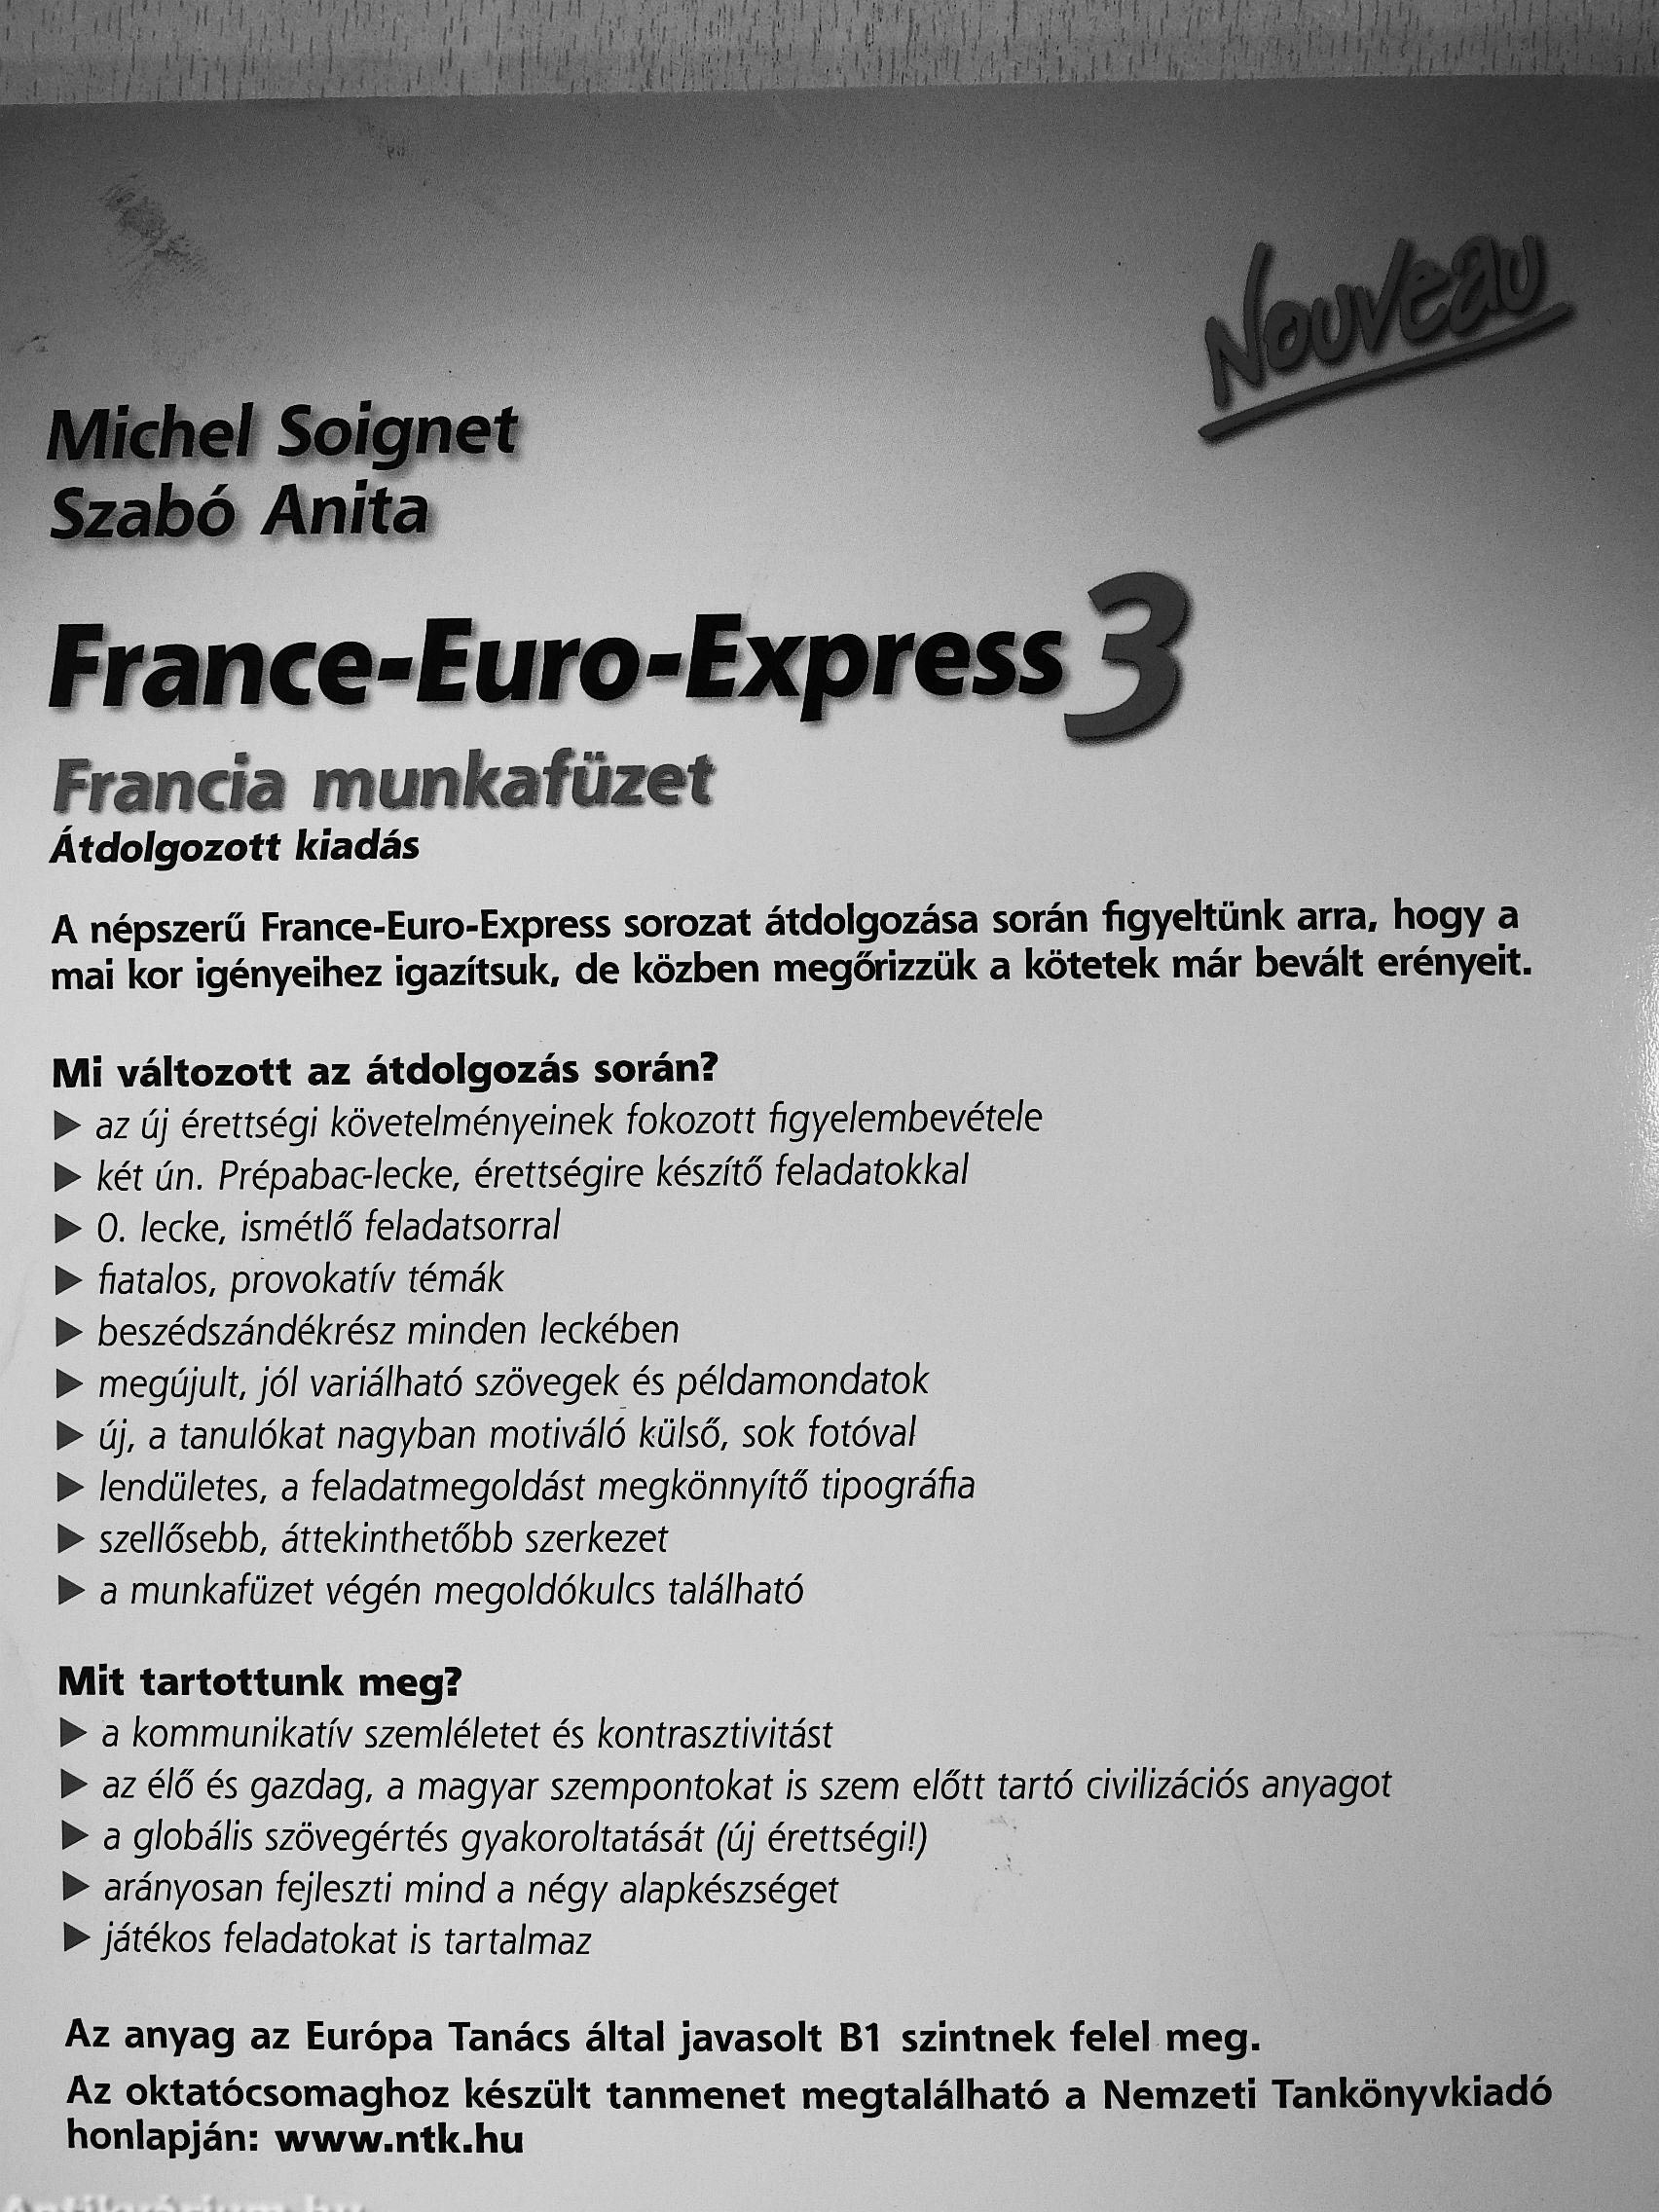 Nouveau
Michel Soignet
Szabó Anita
France-Euro-Express 3
Francia munkafüzet
Átdolgozott kiadás
A népszerű France-Euro-Express sorozat átdolgozása során figyeltünk arra, hogy a
mai kor igényeihez igazítsuk, de közben megőrizzük a kötetek már bevált erényeit.
Mi változott az átdolgozás során?
▶ az új érettségi követelményeinek fokozott figyelembevétele
▶ két ún. Prépabac-lecke, érettségire készítő feladatokkal
▶ 0. lecke, ismétlő feladatsorral
▶ fiatalos, provokatív témák
▶ beszédszándékrész minden leckében
▶ megújult, jól variálható szövegek és példamondatok
▶ új, a tanulókat nagyban motiváló külső, sok fotóval
▶ lendületes, a feladatmegoldást megkönnyítő tipográfia
▶ szellősebb, áttekinthetőbb szerkezet
▶ a munkafüzet végén megoldókulcs található
Mit tartottunk meg?
▶ a kommunikatív szemléletet és kontrasztivitást
▶ az élő és gazdag, a magyar szempontokat is szem előtt tartó civilizációs anyagot
▶ a globális szövegértés gyakoroltatását (új érettségi!)
▶ arányosan fejleszti mind a négy alapkészséget
▶ játékos feladatokat is tartalmaz
Az anyag az Európa Tanács által javasolt B1 szintnek felel meg.
Az oktatócsomaghoz készült tanmenet megtalálható a Nemzeti Tankönyvkiadó
honlapján: www.ntk.hu
Antikvárium.hu